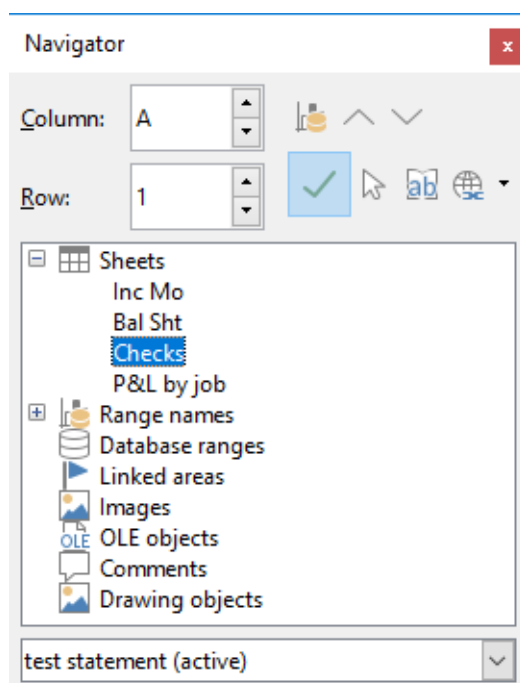 Navigator
x
Column: A
Row: 1
ab
Sheets
Inc Mo
Bal Sht
Checks
P&L by job
Range names
Database ranges
Linked areas
Images
OLE OLE objects
Comments
Drawing objects
test statement (active)